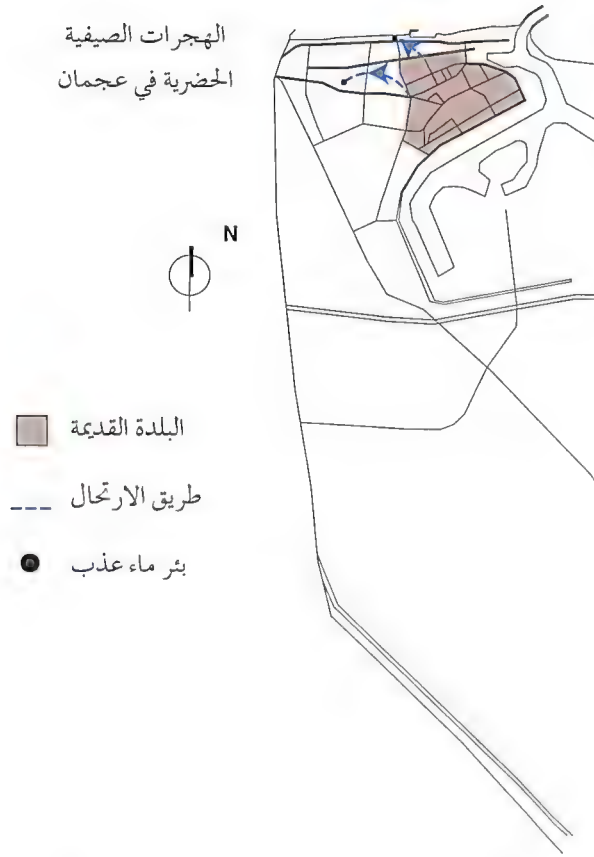 الهجرات الصيفية
الحضرية في عجمان
N
البلدة القديمة
طريق الارتحال
بئر ماء عذب